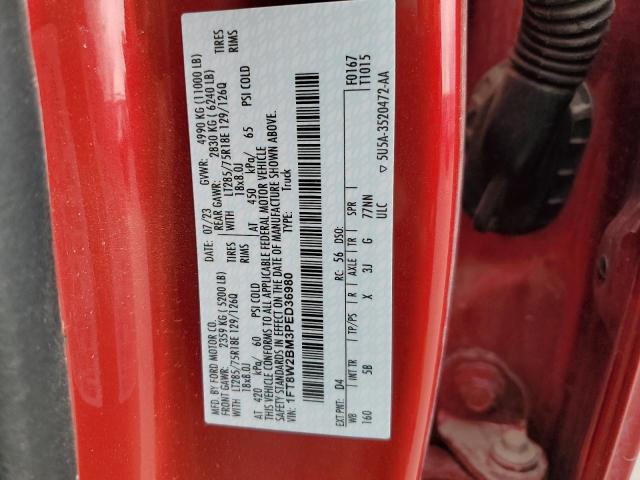 MFD. BY FORD MOTOR CO.
DATE: 07/23 GVWR: 4990 KG (11000 LB)
FRONT GAWR: 2359 KG (5200 LB) REAR GAWR: 2830 KG (6240 LB)
WITH LT285/75R18E 129/126Q TIRES WITH LT285/75R18E 129/126Q TIRES
18x8.0J RIMS 18x8.0J RIMS
AT 420 kPa/ 60 PSI COLD AT 450 kPa/ 65 PSI COLD
THIS VEHICLE CONFORMS TO ALL APPLICABLE FEDERAL MOTOR VEHICLE
SAFETY STANDARDS IN EFFECT ON THE DATE OF MANUFACTURE SHOWN ABOVE.
VIN: 1FT8W2BM3PED36980 TYPE: Truck
EXT PNT: D4 RC: 56 DSO: F0167
T1015
WB INT TR TP/PS R AXLE TR SPR
160 5B X 3J G 77NN
ULC
▽ 5U5A-3520472-AA